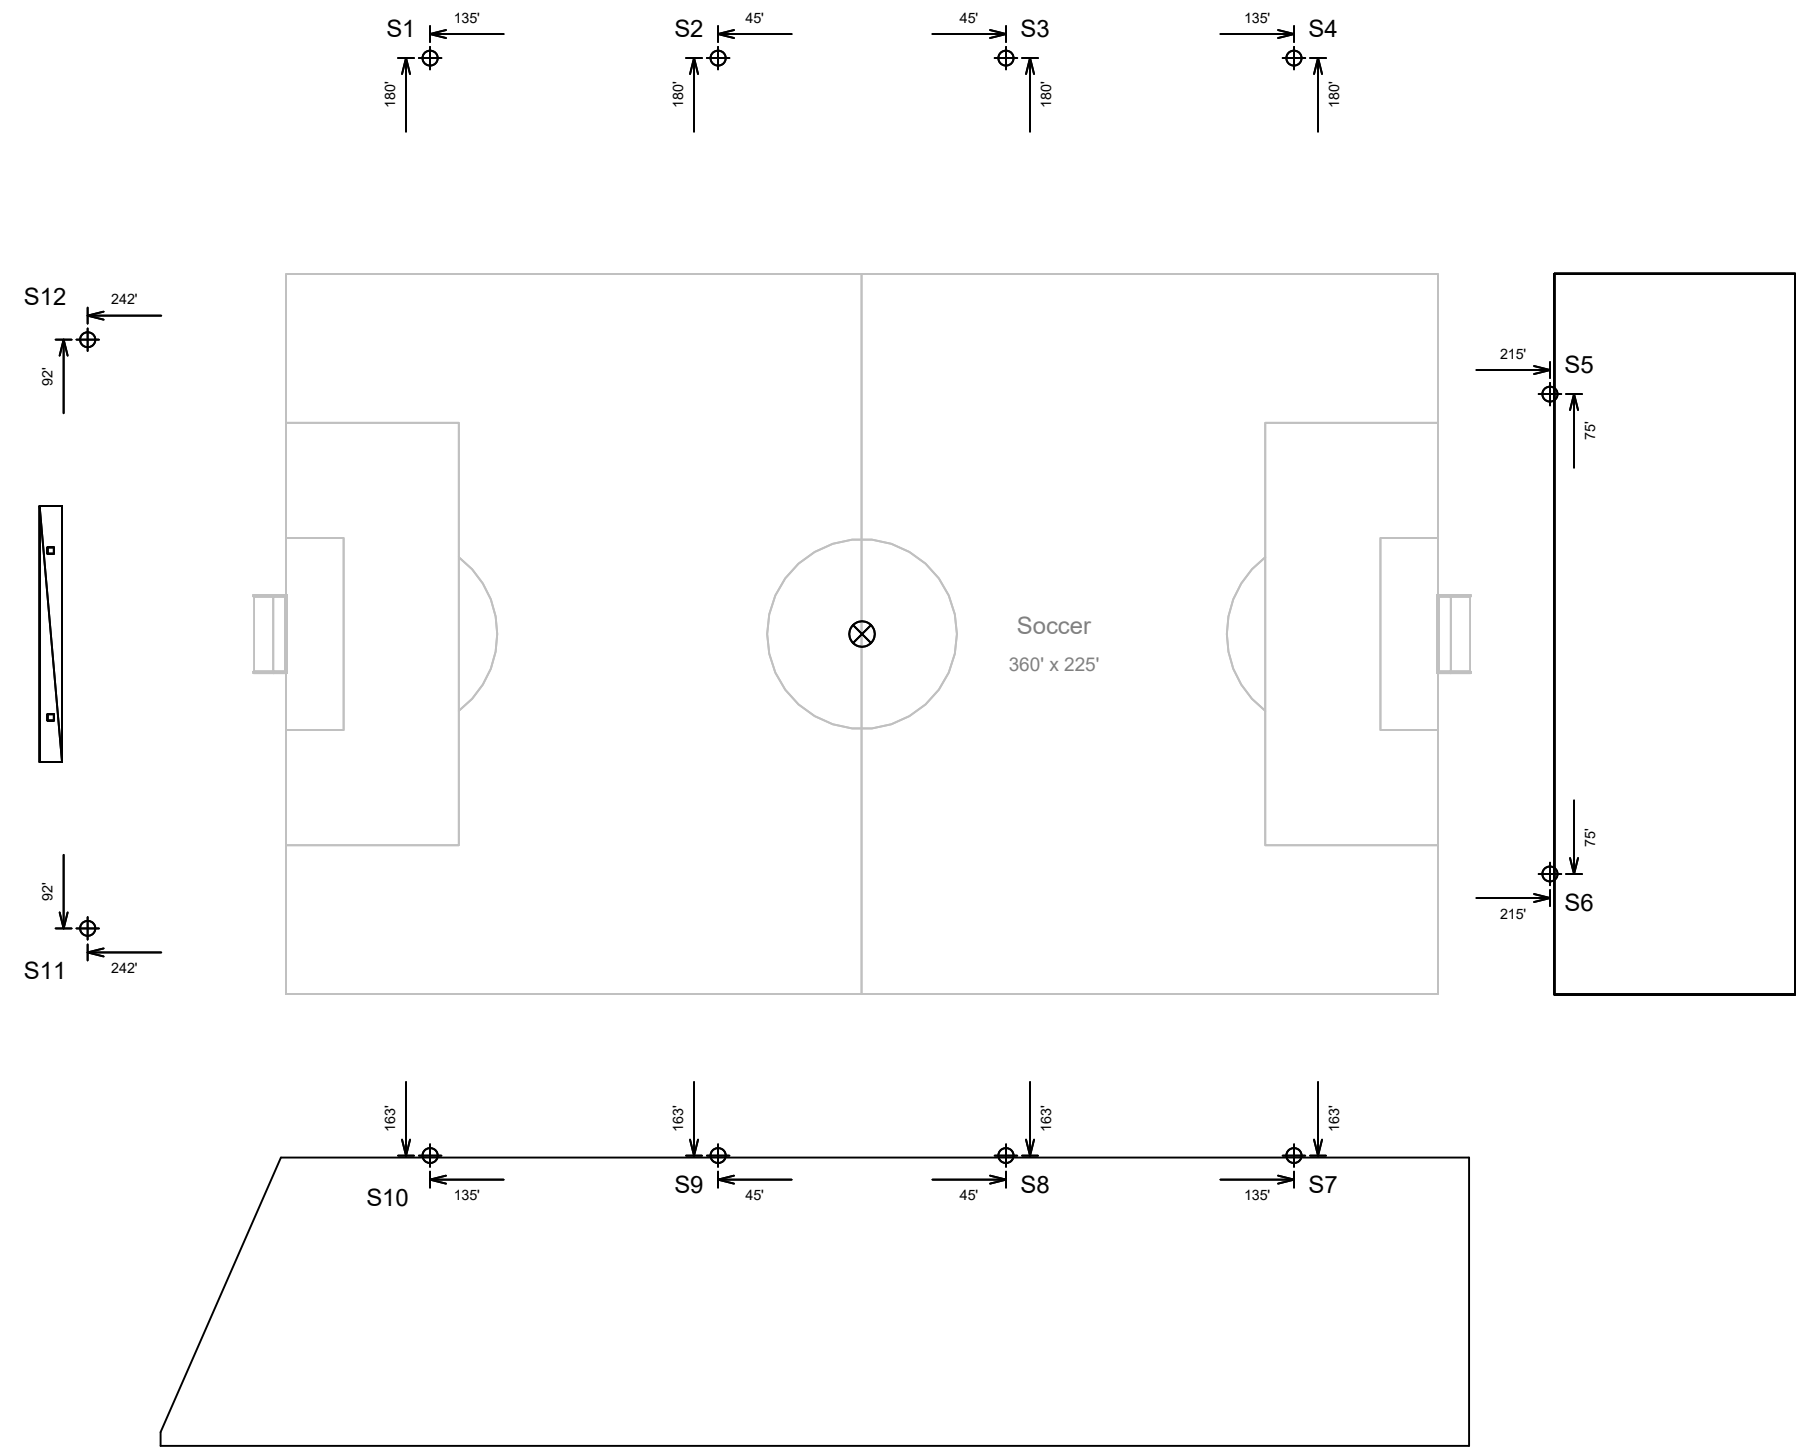 S1 135' S2 45' 45' S3 135' S4
180' 180' 180' 180'
S12 242'
92'
215' S5
75'
Soccer
360' x 225'
75'
215' S6
92'
S11 242'
163' 163' 163' 163'
S10 135' S9 45' 45' S8 135' S7